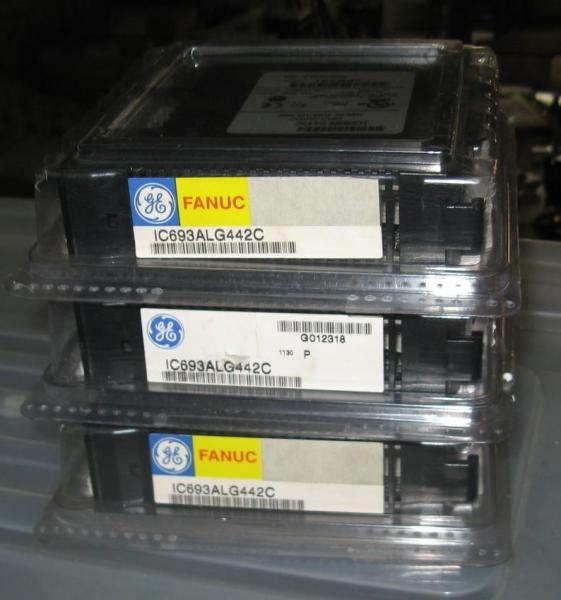 GE FANUC
IC693ALG442C
GE
G012318
1130 P
IC693ALG442C
GE FANUC
IC693ALG442C